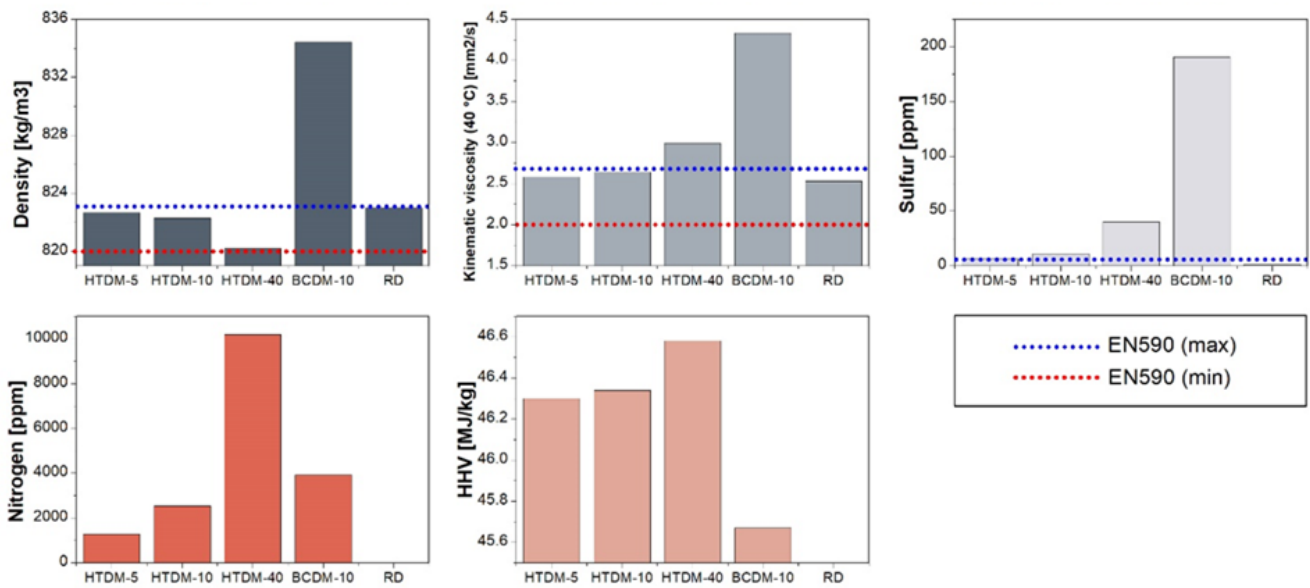 Density [kg/m3]
836
832
828
824
820
HTDM-5 HTDM-10 HTDM-40 BCDM-10 RD
Kinematic viscosity (40 °C) [mm2/s]
4.5
4.0
3.5
3.0
2.5
2.0
1.5
HTDM-5 HTDM-10 HTDM-40 BCDM-10 RD
Sulfur [ppm]
200
150
100
50
0
HTDM-5 HTDM-10 HTDM-40 BCDM-10 RD
Nitrogen [ppm]
10000
8000
6000
4000
2000
0
HTDM-5 HTDM-10 HTDM-40 BCDM-10 RD
HHV [MJ/kg]
46.6
46.4
46.2
46.0
45.8
45.6
HTDM-5 HTDM-10 HTDM-40 BCDM-10 RD
EN590 (max)
EN590 (min)